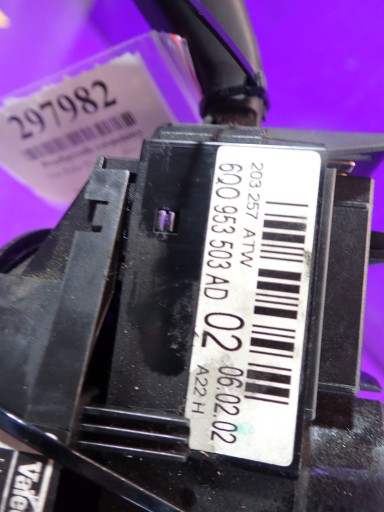 297982
203 257 ATW
6Q0 953 503 AD 02 06.02.02
A22 H
Vale